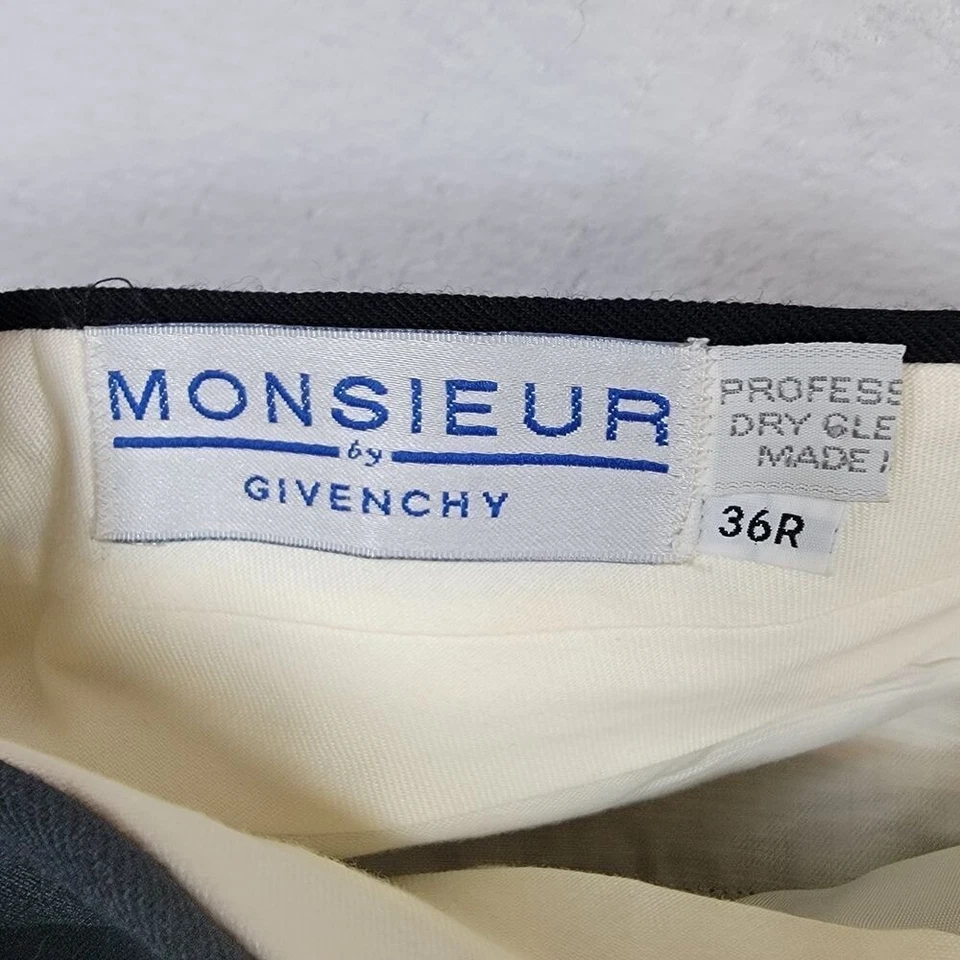 MONSIEUR
by
GIVENCHY
PROFESS
DRY CLE
MADE
36R